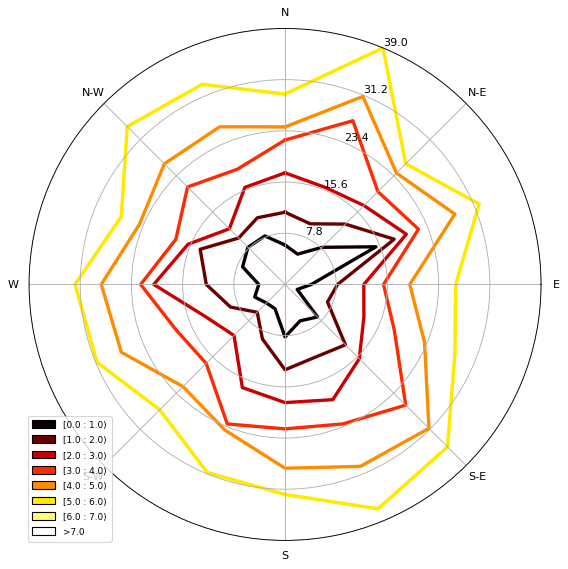 N
39.0
N-W
31.2
N-E
23.4
15.6
7.8
W
E
[0.0 : 1.0)
[1.0 : 2.0)
[2.0 : 3.0)
[3.0 : 4.0)
[4.0 : 5.0)
[5.0 : 6.0)
[6.0 : 7.0)
>7.0
S-W
S-E
S